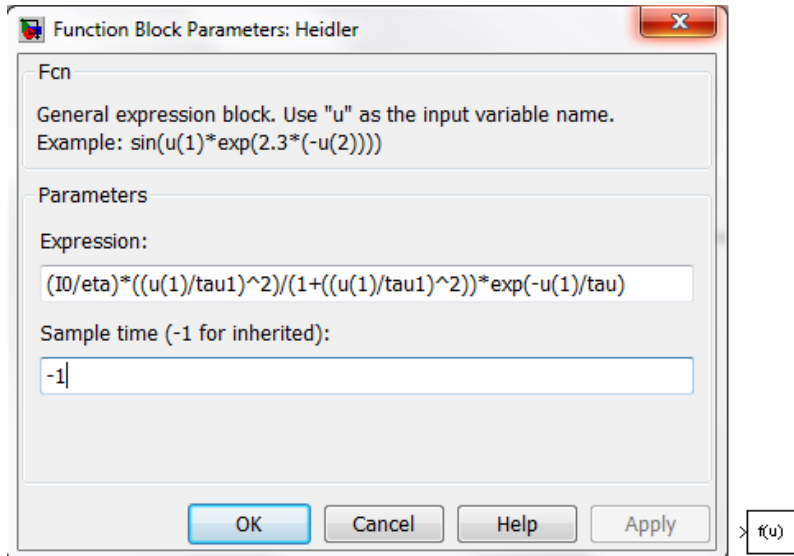 Function Block Parameters: Heidler
Fcn
General expression block. Use "u" as the input variable name.
Example: sin(u(1)*exp(2.3*(-u(2))))
Parameters
Expression:
(I0/eta)*((u(1)/tau1)^2)/(1+((u(1)/tau1)^2))*exp(-u(1)/tau)
Sample time (-1 for inherited):
-1
OK Cancel Help Apply
f(u)